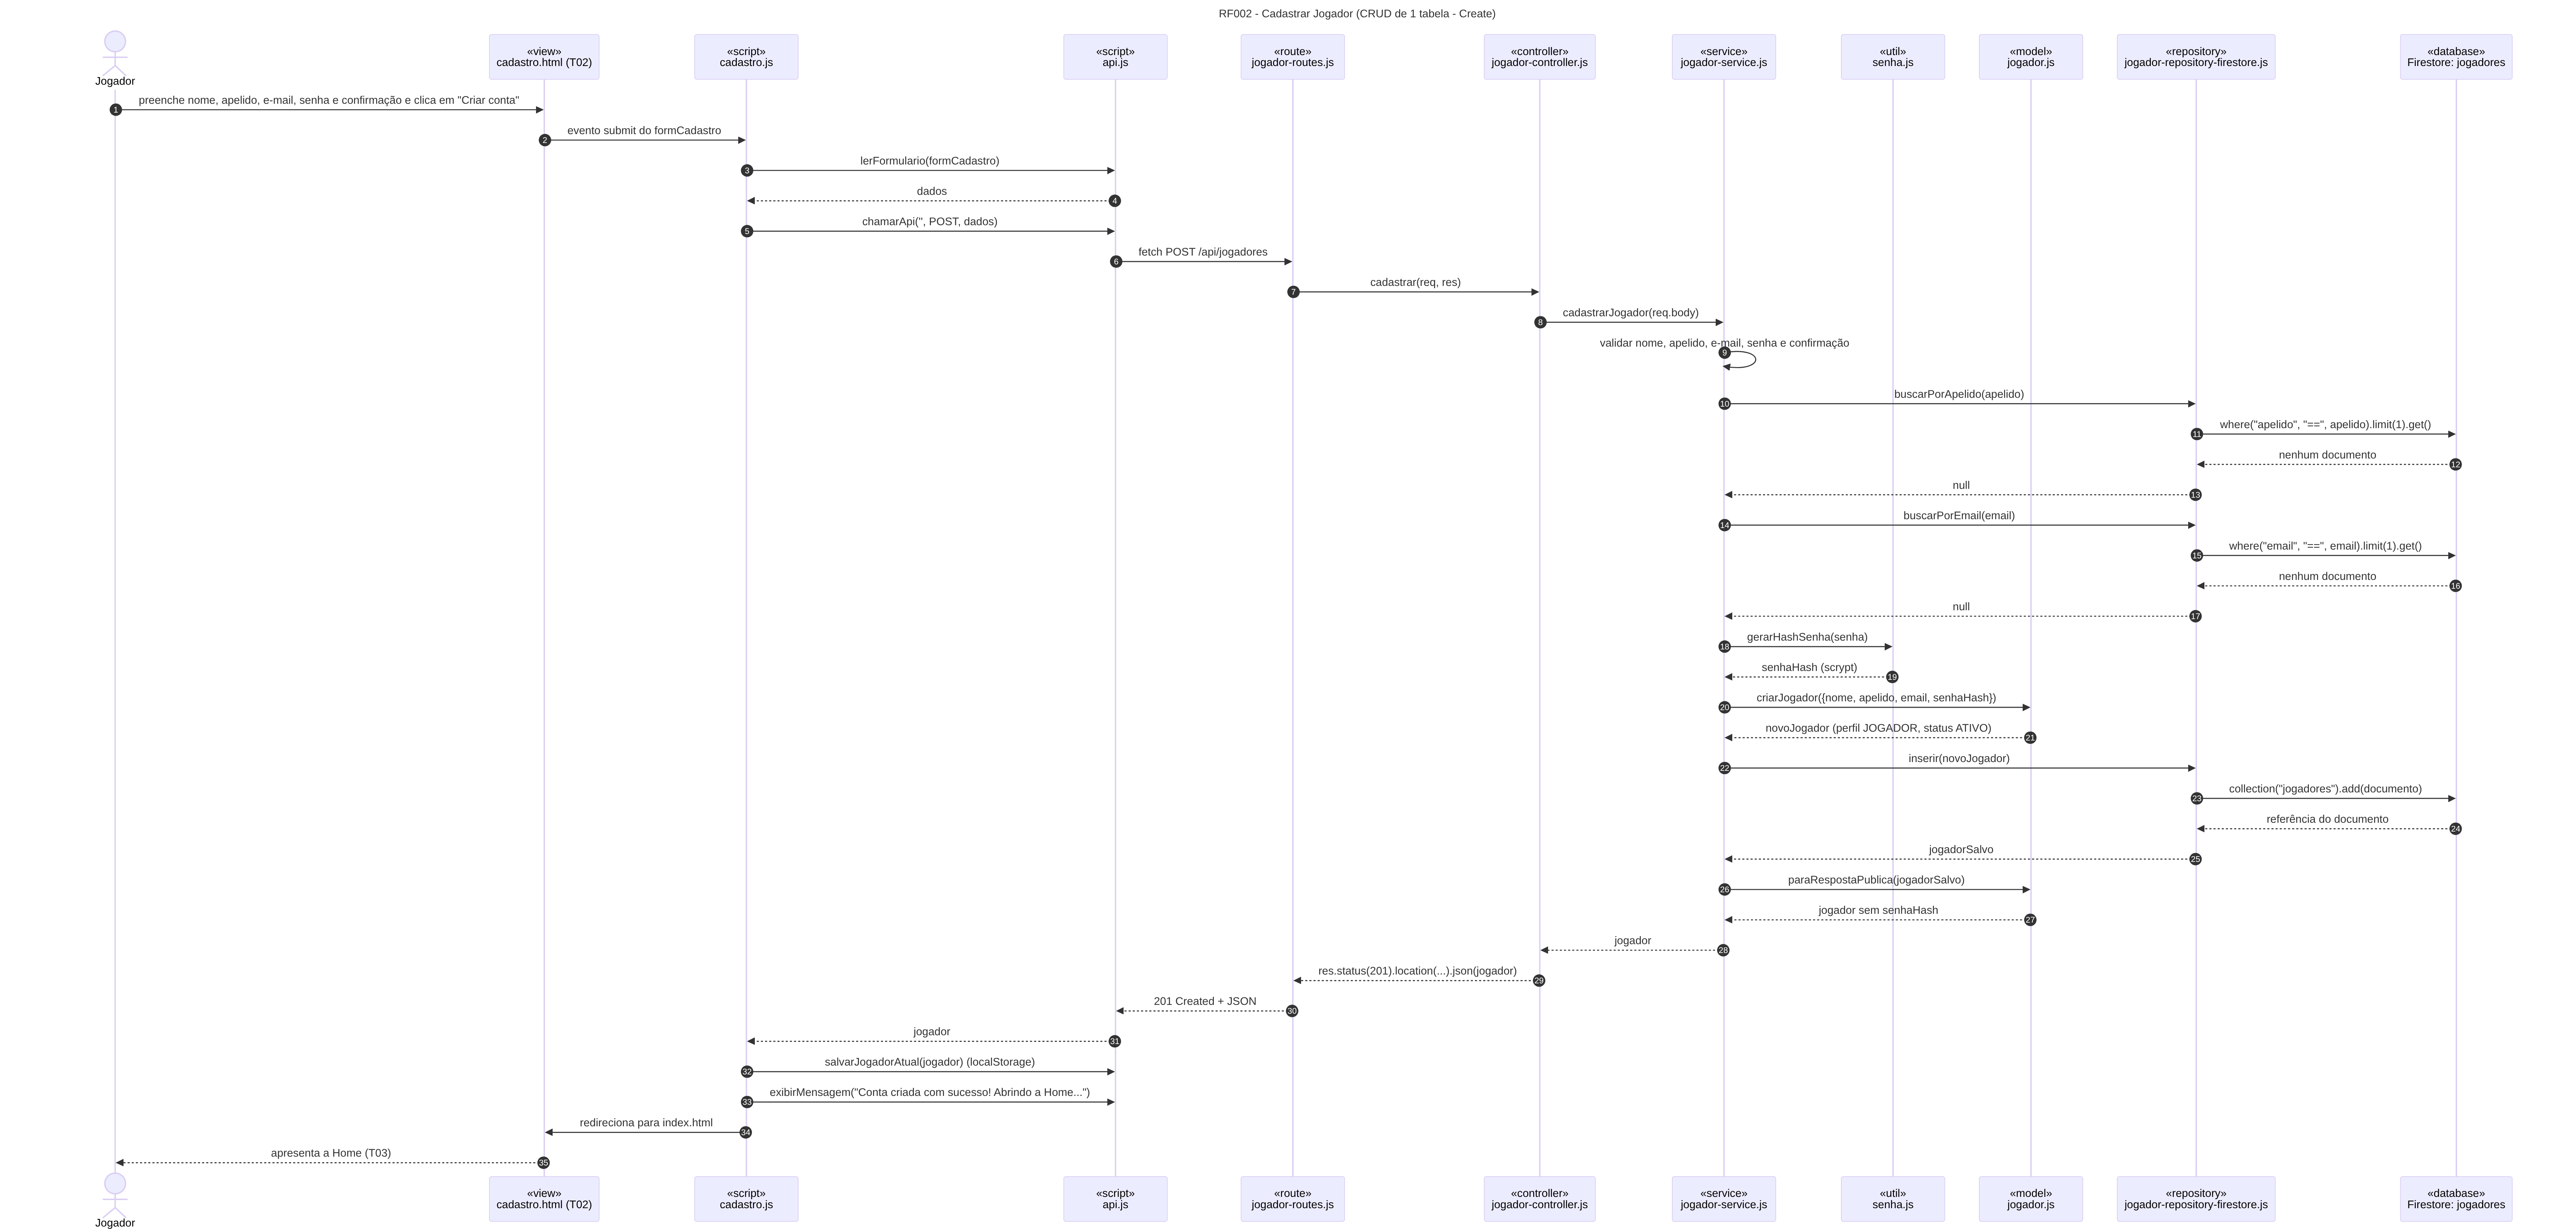 RF002 - Cadastrar Jogador (CRUD de 1 tabela - Create)
Jogador
«view»
cadastro.html (T02)
«script»
cadastro.js
«script»
api.js
«route»
jogador-routes.js
«controller»
jogador-controller.js
«service»
jogador-service.js
«util»
senha.js
«model»
jogador.js
«repository»
jogador-repository-firestore.js
«database»
Firestore: jogadores
1 preenche nome, apelido, e-mail, senha e confirmação e clica em "Criar conta"
2 evento submit do formCadastro
3 lerFormulario(formCadastro)
dados 4
5 chamarApi('', POST, dados)
6 fetch POST /api/jogadores
7 cadastrar(req, res)
8 cadastrarJogador(req.body)
validar nome, apelido, e-mail, senha e confirmação
9
10 buscarPorApelido(apelido)
11 where("apelido", "==", apelido).limit(1).get()
nenhum documento 12
null 13
14 buscarPorEmail(email)
15 where("email", "==", email).limit(1).get()
nenhum documento 16
null 17
18 gerarHashSenha(senha)
senhaHash (scrypt) 19
20 criarJogador({nome, apelido, email, senhaHash})
novoJogador (perfil JOGADOR, status ATIVO) 21
22 inserir(novoJogador)
23 collection("jogadores").add(documento)
referência do documento 24
jogadorSalvo 25
26 paraRespostaPublica(jogadorSalvo)
jogador sem senhaHash 27
jogador 28
res.status(201).location(...).json(jogador) 29
201 Created + JSON 30
jogador 31
32 salvarJogadorAtual(jogador) (localStorage)
33 exibirMensagem("Conta criada com sucesso! Abrindo a Home...")
redireciona para index.html 34
apresenta a Home (T03) 35
Jogador
«view»
cadastro.html (T02)
«script»
cadastro.js
«script»
api.js
«route»
jogador-routes.js
«controller»
jogador-controller.js
«service»
jogador-service.js
«util»
senha.js
«model»
jogador.js
«repository»
jogador-repository-firestore.js
«database»
Firestore: jogadores